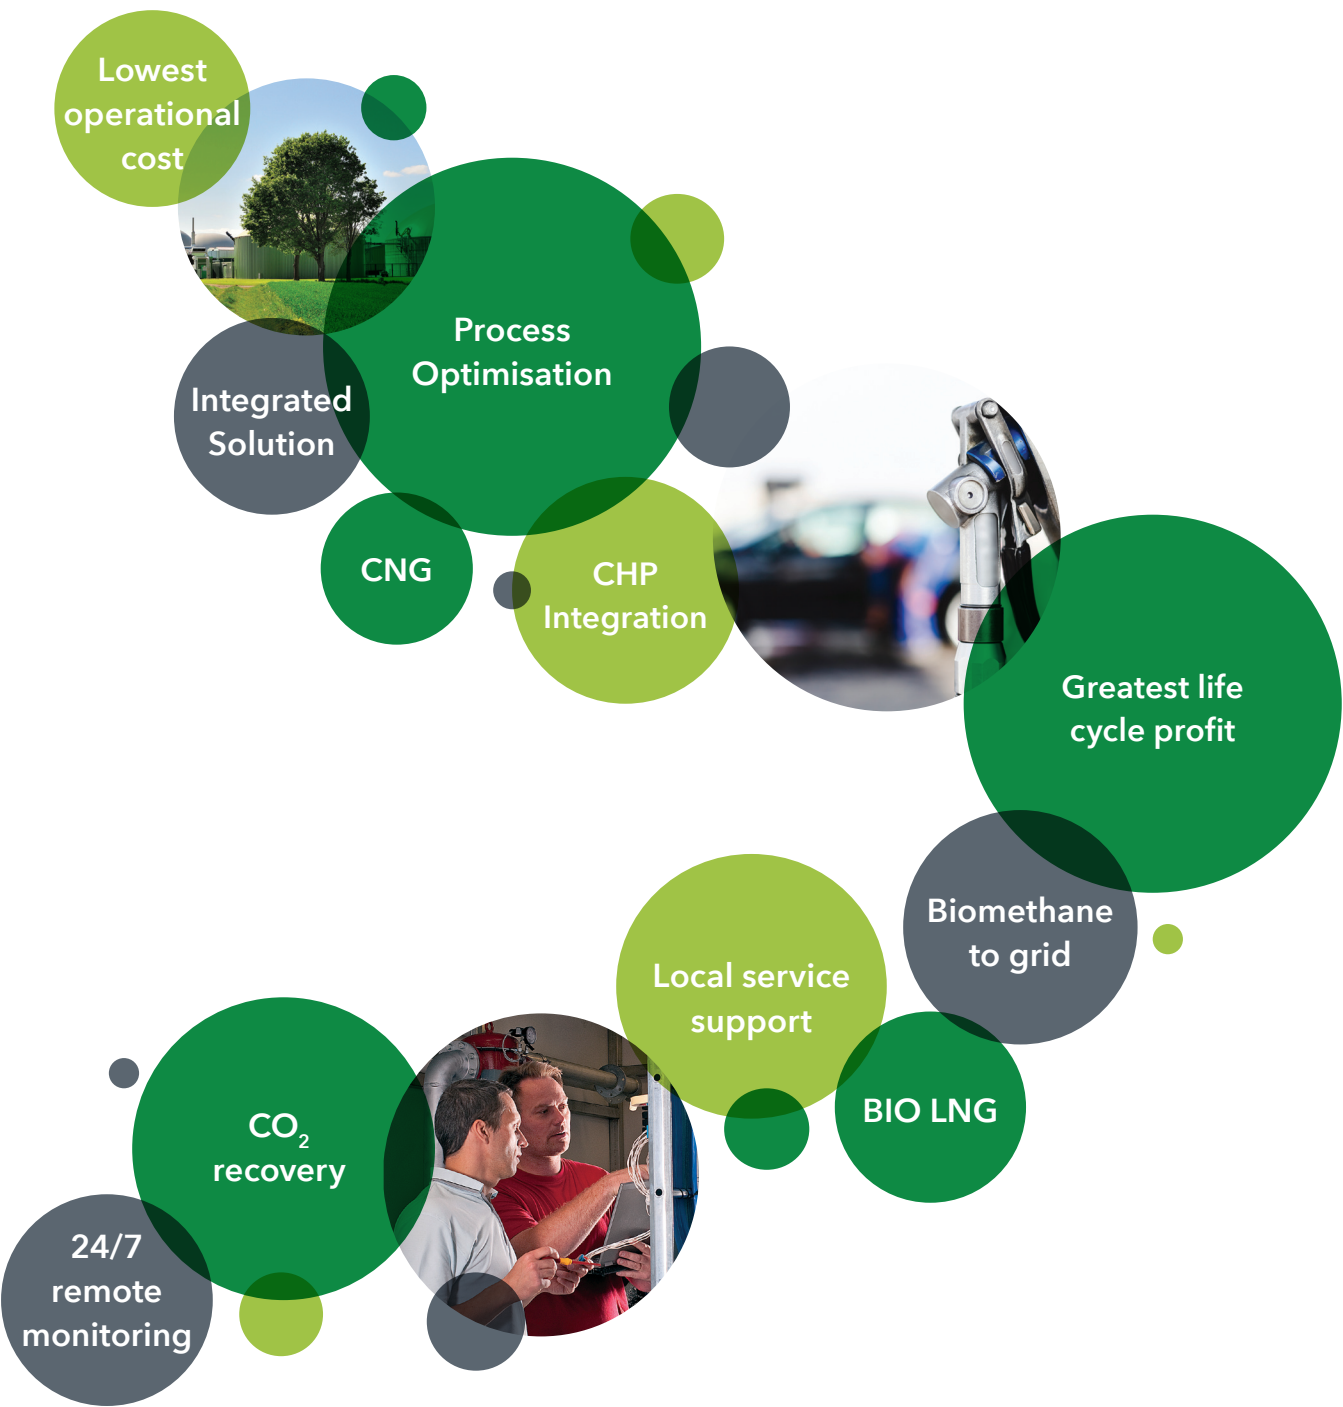 Lowest
operational
cost
Process
Optimisation
Integrated
Solution
CNG
CHP
Integration
Greatest life
cycle profit
Biomethane
to grid
Local service
support
BIO LNG
CO₂
recovery
24/7
remote
monitoring